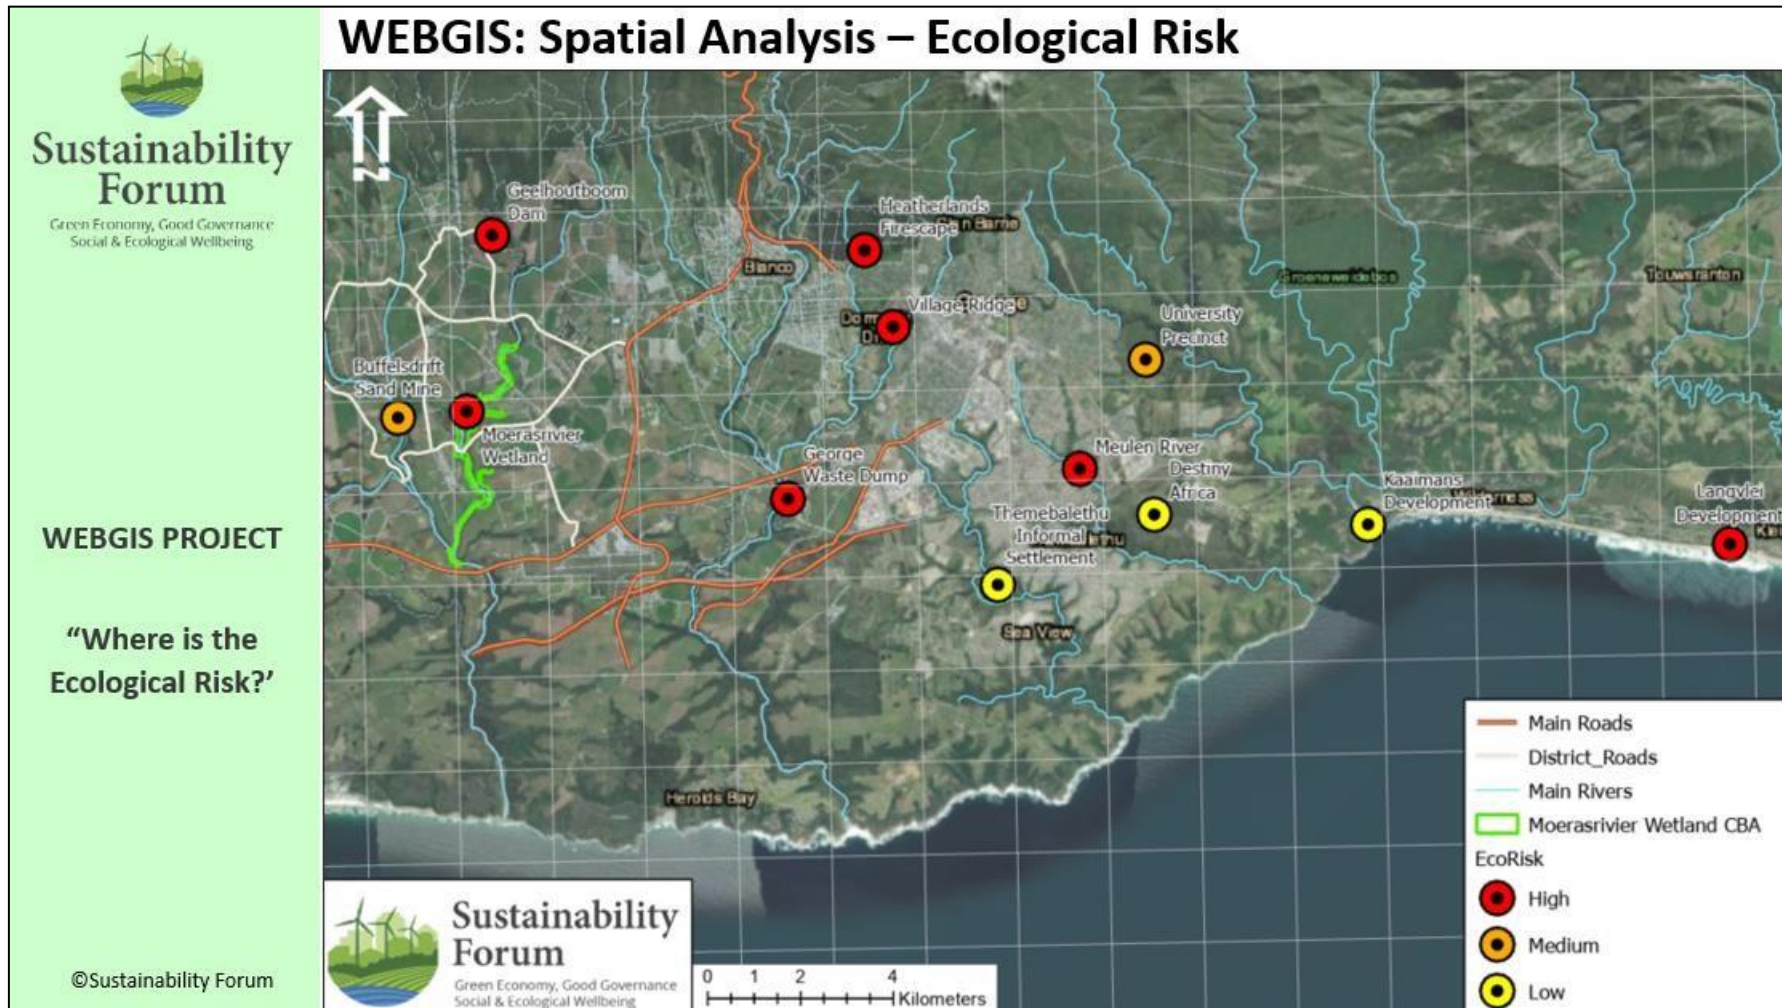 WEBGIS: Spatial Analysis – Ecological Risk
Sustainability
Forum
Green Economy, Good Governance
Social & Ecological Wellbeing
WEBGIS PROJECT
“Where is the
Ecological Risk?’
©Sustainability Forum
N
Geelhoutboom
Dam
Heatherlands
Firescape
Blanco
Village Ridge
Groeneweidebos
Touwsranton
University
Precinct
Buffelsdrift
Sand Mine
Moerasrivier
Wetland
George
Waste Dump
Meulen River
Destiny
Africa
Kaaimans
Development
Langvlei
Development
Themebalethu
Informal
Settlement
Sea View
Herolds Bay
Main Roads
District_Roads
Main Rivers
Moerasrivier Wetland CBA
EcoRisk
High
Medium
Low
Sustainability
Forum
Green Economy, Good Governance
Social & Ecological Wellbeing
0 1 2 4
Kilometers